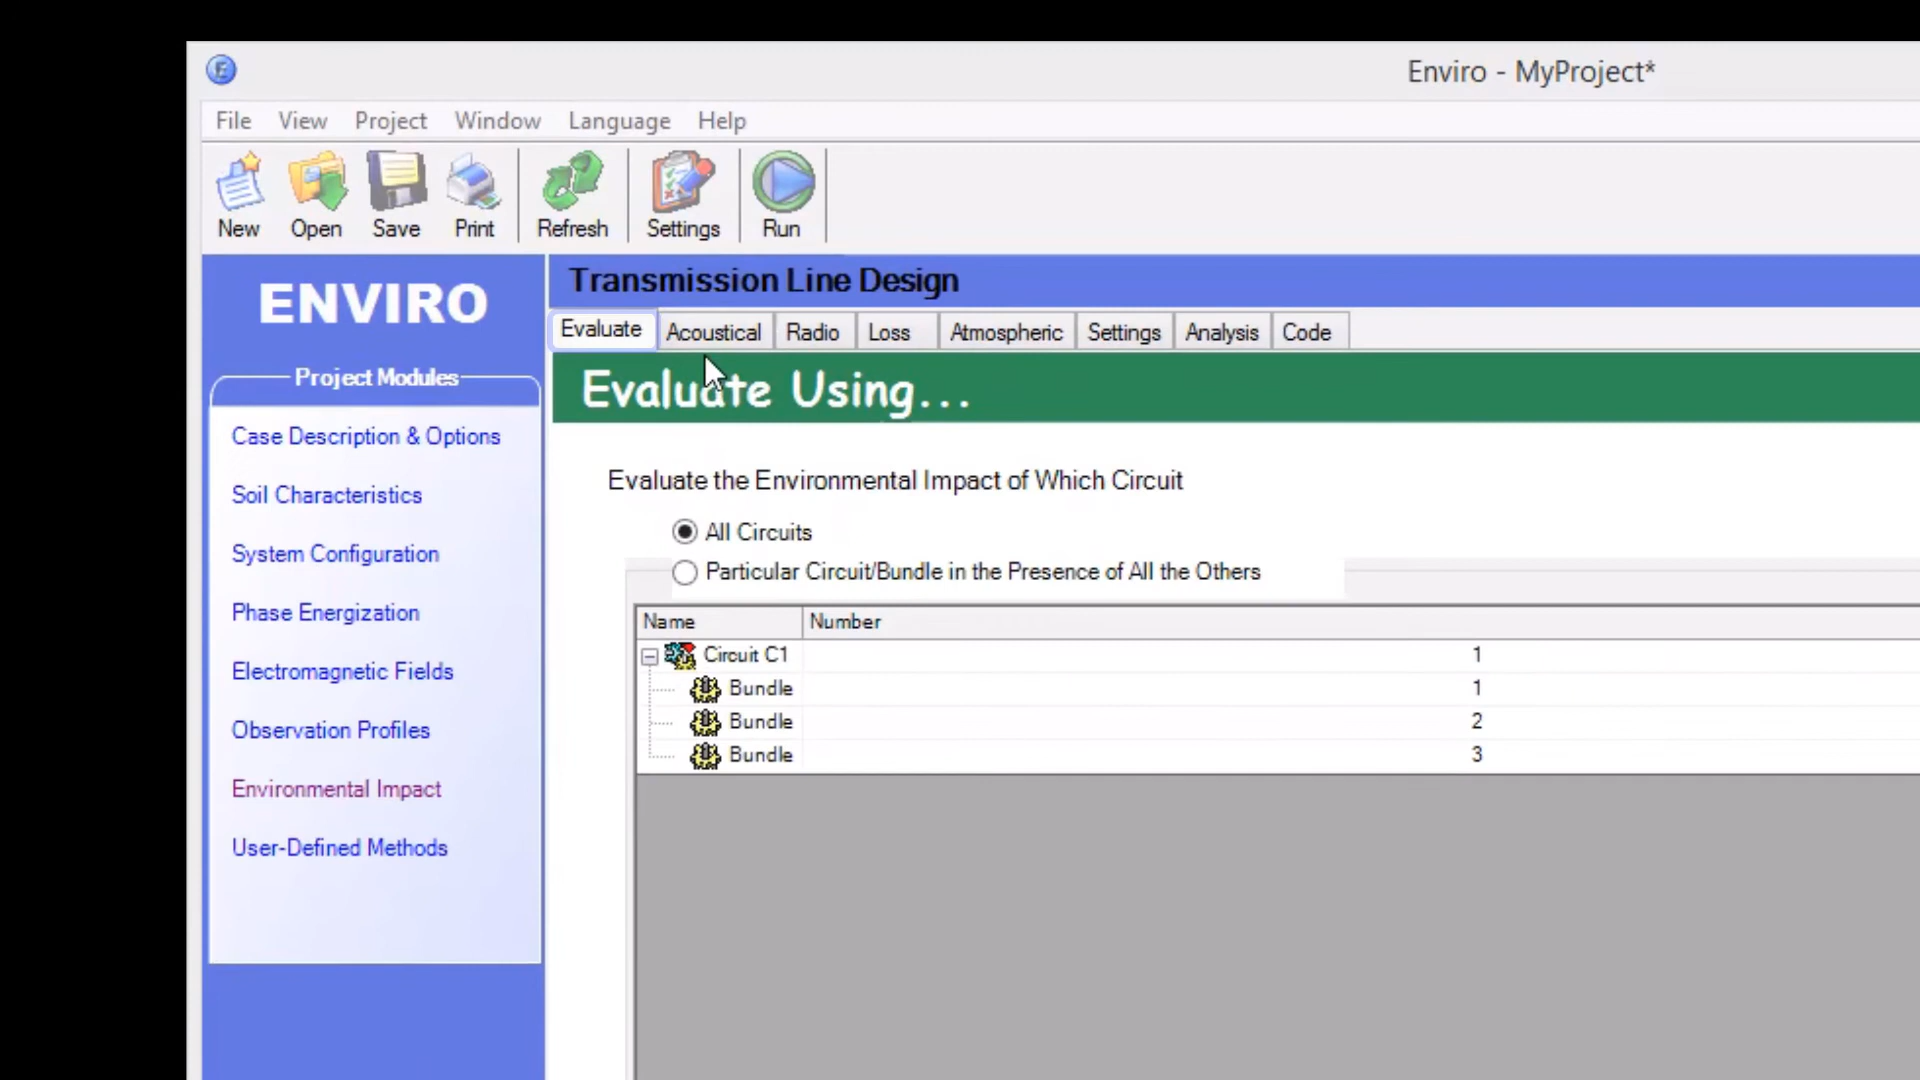 Enviro - MyProject*
File View Project Window Language Help
New Open Save Print Refresh Settings Run
ENVIRO
Project Modules
Case Description & Options
Soil Characteristics
System Configuration
Phase Energization
Electromagnetic Fields
Observation Profiles
Environmental Impact
User-Defined Methods
Transmission Line Design
Evaluate Acoustical Radio Loss Atmospheric Settings Analysis Code
Evaluate Using...
Evaluate the Environmental Impact of Which Circuit
All Circuits
Particular Circuit/Bundle in the Presence of All the Others
Name Number
Circuit C1 1
Bundle 1
Bundle 2
Bundle 3